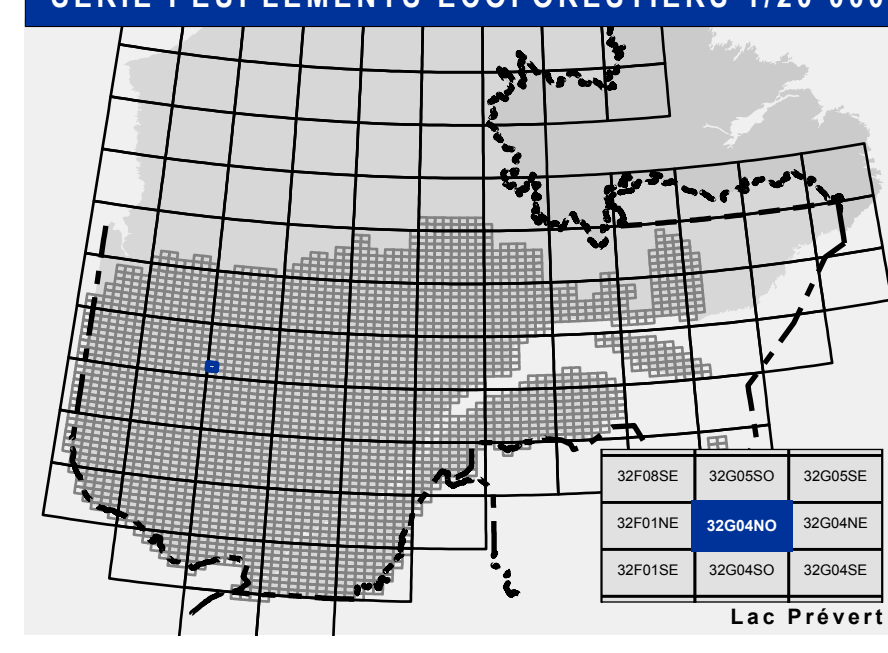 SÉRIE PEUPLEMENTS ÉCOFORESTIERS 1/20 000
32F08SE 32G05SO 32G05SE
32F01NE 32G04NO 32G04NE
32F01SE 32G04SO 32G04SE
Lac Prévert